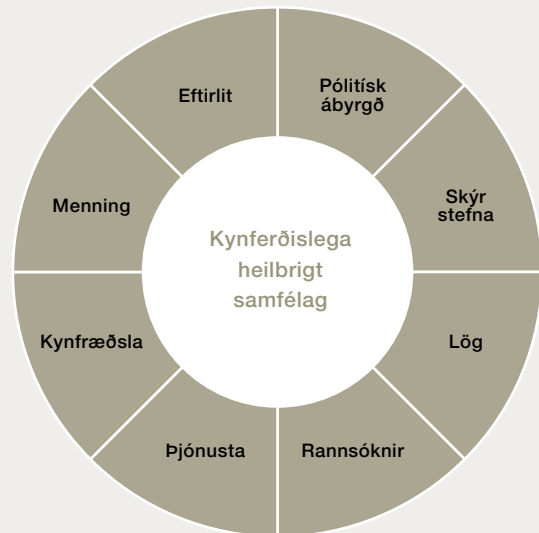 Eftirlit
Pólitísk
ábyrgð
Menning
Skýr
stefna
Kynferðislega
heilbrigt
samfélag
Kynfræðsla
Lög
Þjónusta
Rannsóknir